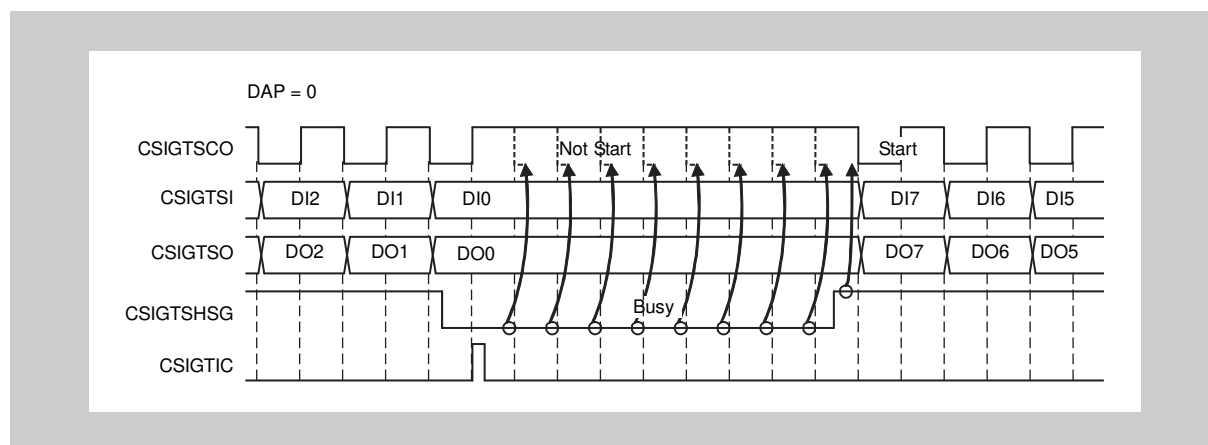 DAP = 0
CSIGTSCO Not Start Start
CSIGTSI DI2 DI1 DI0 DI7 DI6 DI5
CSIGTSO DO2 DO1 DO0 DO7 DO6 DO5
CSIGTSHSG Busy
CSIGTIC